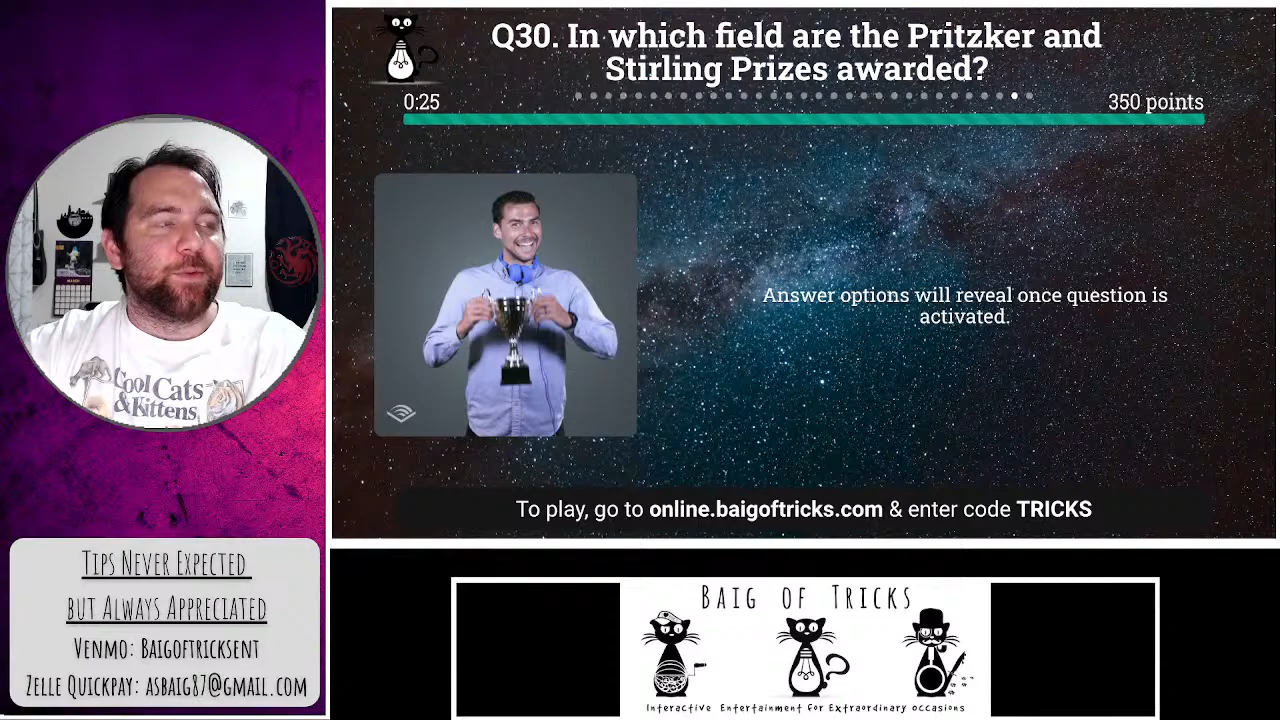 Q30. In which field are the Pritzker and
Stirling Prizes awarded?
0:25
350 points
Answer options will reveal once question is
activated.
To play, go to online.baigoftricks.com & enter code TRICKS
MARCH
Cool Cats
& Kittens
Tips Never Expected
but Always Appreciated
Venmo: Baigoftricksent
Zelle Quickpay: asbaig87@gmail.com
Baig of Tricks
Interactive Entertainment for Extraordinary Occasions